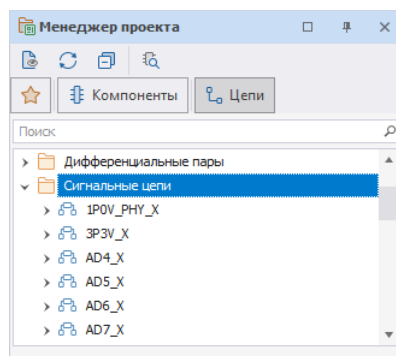 Менеджер проекта
Компоненты
Цепи
Поиск
Дифференциальные пары
Сигнальные цепи
1P0V_PHY_X
3P3V_X
AD4_X
AD5_X
AD6_X
AD7_X